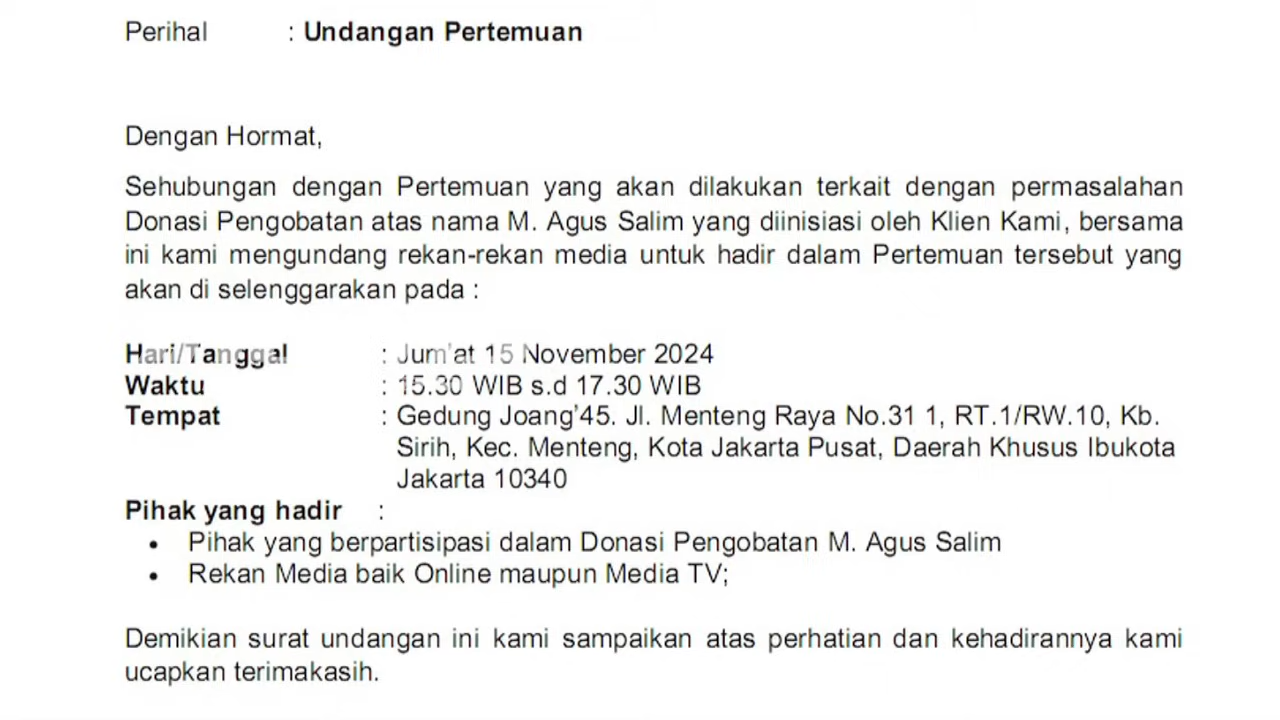 Perihal : Undangan Pertemuan
Dengan Hormat,
Sehubungan dengan Pertemuan yang akan dilakukan terkait dengan permasalahan
Donasi Pengobatan atas nama M. Agus Salim yang diinisiasi oleh Klien Kami, bersama
ini kami mengundang rekan-rekan media untuk hadir dalam Pertemuan tersebut yang
akan di selenggarakan pada :
Hari/Tanggal : Jum'at 15 November 2024
Waktu : 15.30 WIB s.d 17.30 WIB
Tempat : Gedung Joang'45. Jl. Menteng Raya No.31 1, RT.1/RW.10, Kb.
Sirih, Kec. Menteng, Kota Jakarta Pusat, Daerah Khusus Ibukota
Jakarta 10340
Pihak yang hadir :
• Pihak yang berpartisipasi dalam Donasi Pengobatan M. Agus Salim
• Rekan Media baik Online maupun Media TV;
Demikian surat undangan ini kami sampaikan atas perhatian dan kehadirannya kami
ucapkan terimakasih.